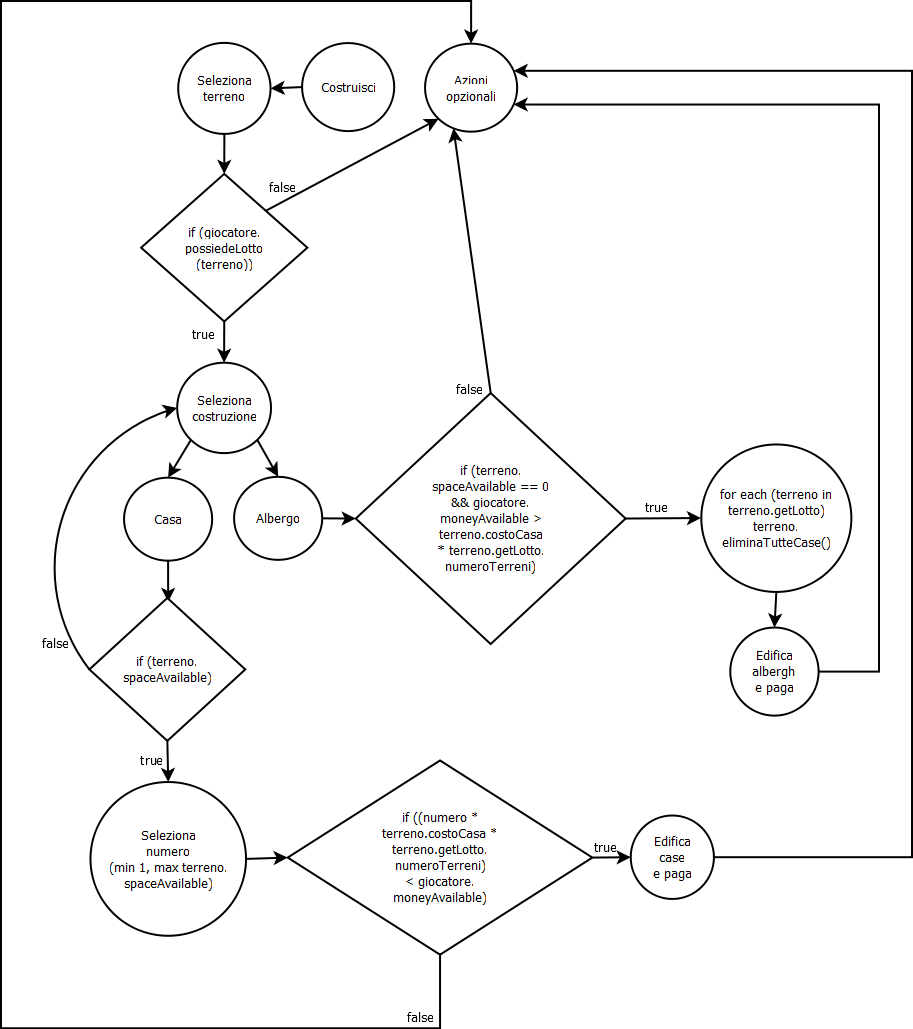 Seleziona
terreno
Costruisci
Azioni
opzionali
false
if (giocatore.
possiedeLotto
(terreno))
true
Seleziona
costruzione
false
Casa
Albergo
if (terreno.
spaceAvailable == 0
&& giocatore.
moneyAvailable >
terreno.costoCasa
* terreno.getLotto.
numeroTerreni)
true
for each (terreno in
terreno.getLotto)
terreno.
eliminaTutteCase()
false
if (terreno.
spaceAvailable)
Edifica
albergh
e paga
true
Seleziona
numero
(min 1, max terreno.
spaceAvailable)
if ((numero *
terreno.costoCasa *
terreno.getLotto.
numeroTerreni)
< giocatore.
moneyAvailable)
true
Edifica
case
e paga
false